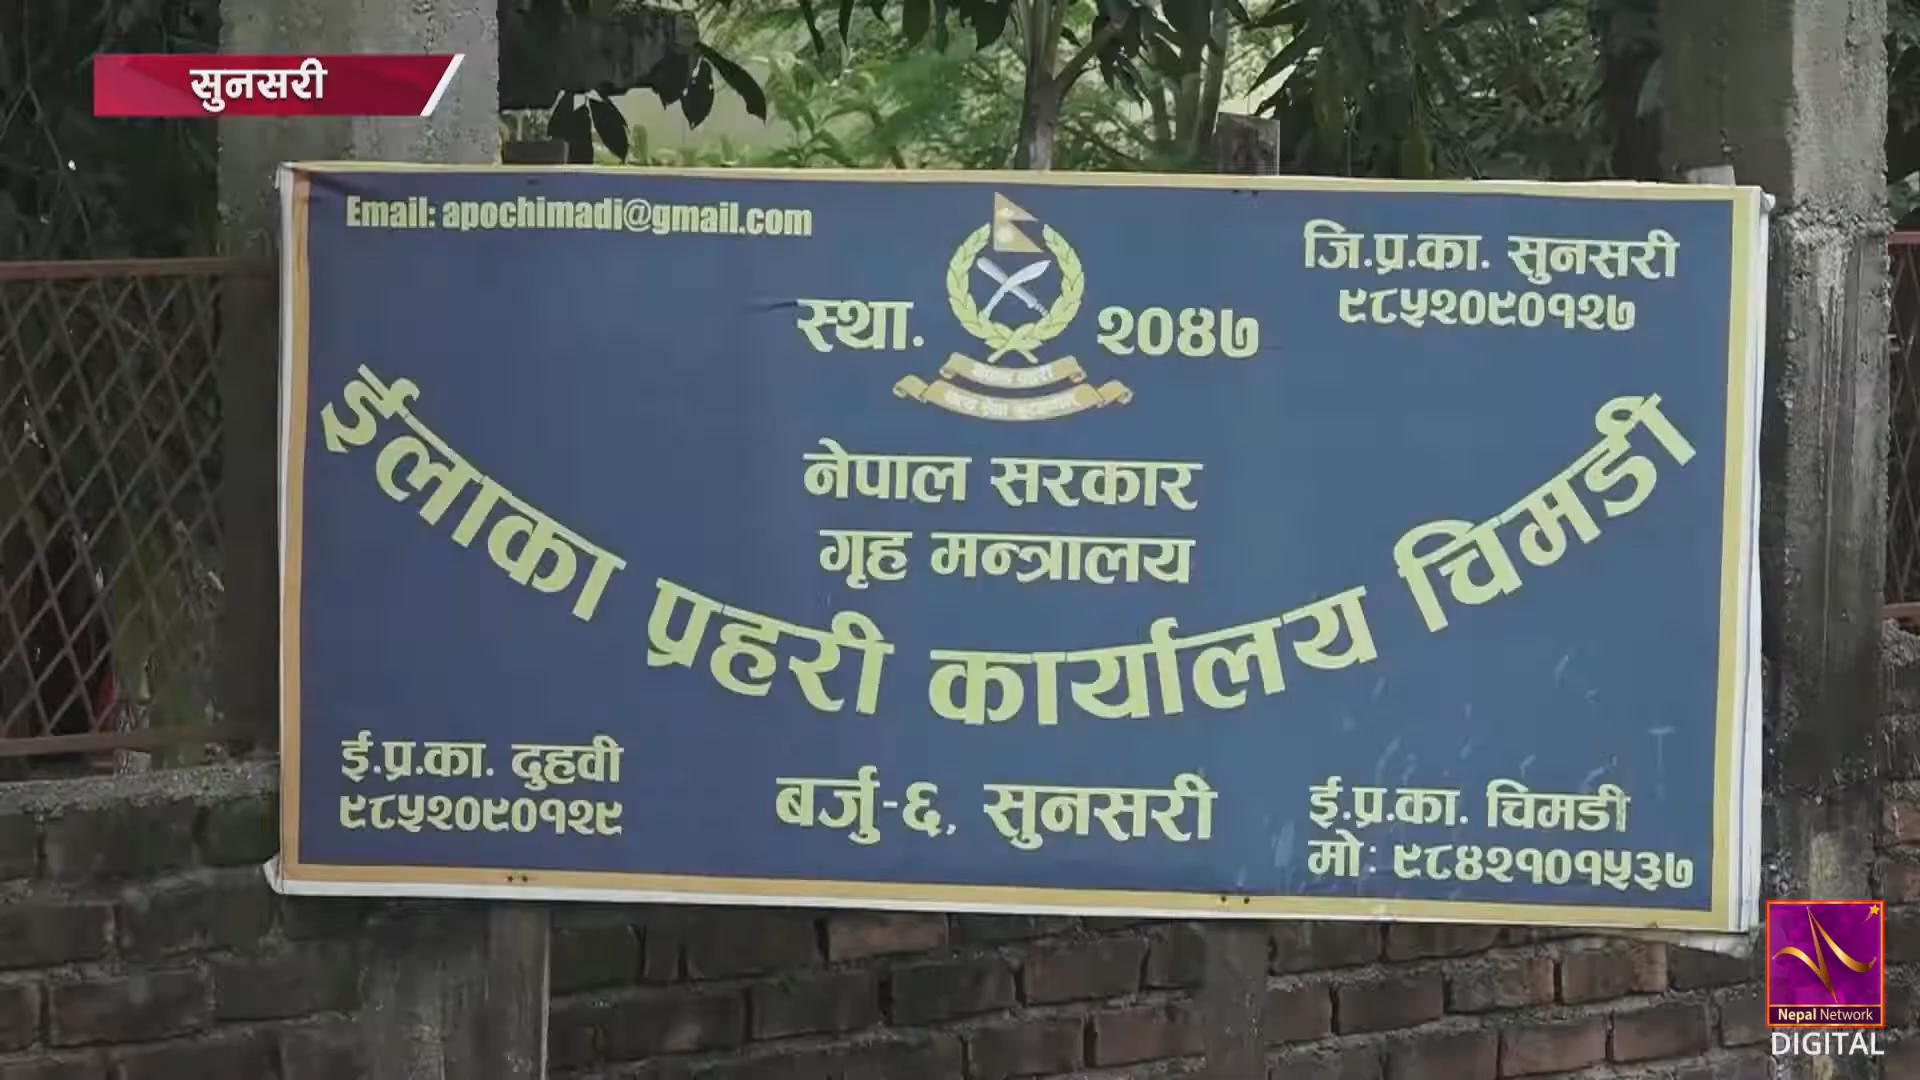 सुनसरी
Email: apochimadi@gmail.com
जि.प्र.का. सुनसरी
९८५२०९०१२७
स्था. २०४७
नेपाल सरकार
गृह मन्त्रालय
ईलाका प्रहरी कार्यालय चिमडी
ई.प्र.का. दुहवी
९८५२०९०१२९
बर्जु-६, सुनसरी
ई.प्र.का. चिमडी
मो: ९८४२१०१५३७
Nepal Network
DIGITAL